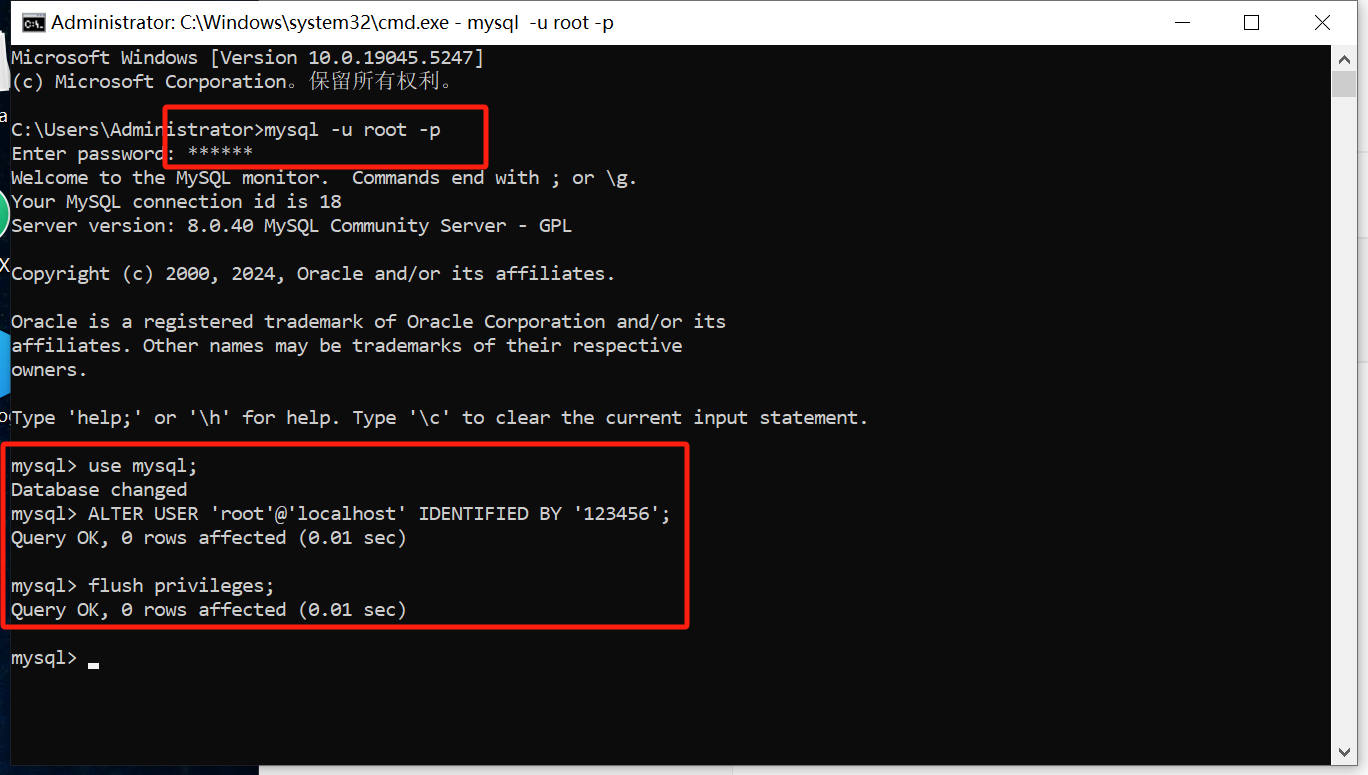 Administrator: C:\Windows\system32\cmd.exe - mysql  -u root -p
Microsoft Windows [Version 10.0.19045.5247]
(c) Microsoft Corporation。保留所有权利。
C:\Users\Administrator>mysql -u root -p
Enter password: ******
Welcome to the MySQL monitor.  Commands end with ; or \g.
Your MySQL connection id is 18
Server version: 8.0.40 MySQL Community Server - GPL
Copyright (c) 2000, 2024, Oracle and/or its affiliates.
Oracle is a registered trademark of Oracle Corporation and/or its
affiliates. Other names may be trademarks of their respective
owners.
Type 'help;' or '\h' for help. Type '\c' to clear the current input statement.
mysql> use mysql;
Database changed
mysql> ALTER USER 'root'@'localhost' IDENTIFIED BY '123456';
Query OK, 0 rows affected (0.01 sec)
mysql> flush privileges;
Query OK, 0 rows affected (0.01 sec)
mysql>